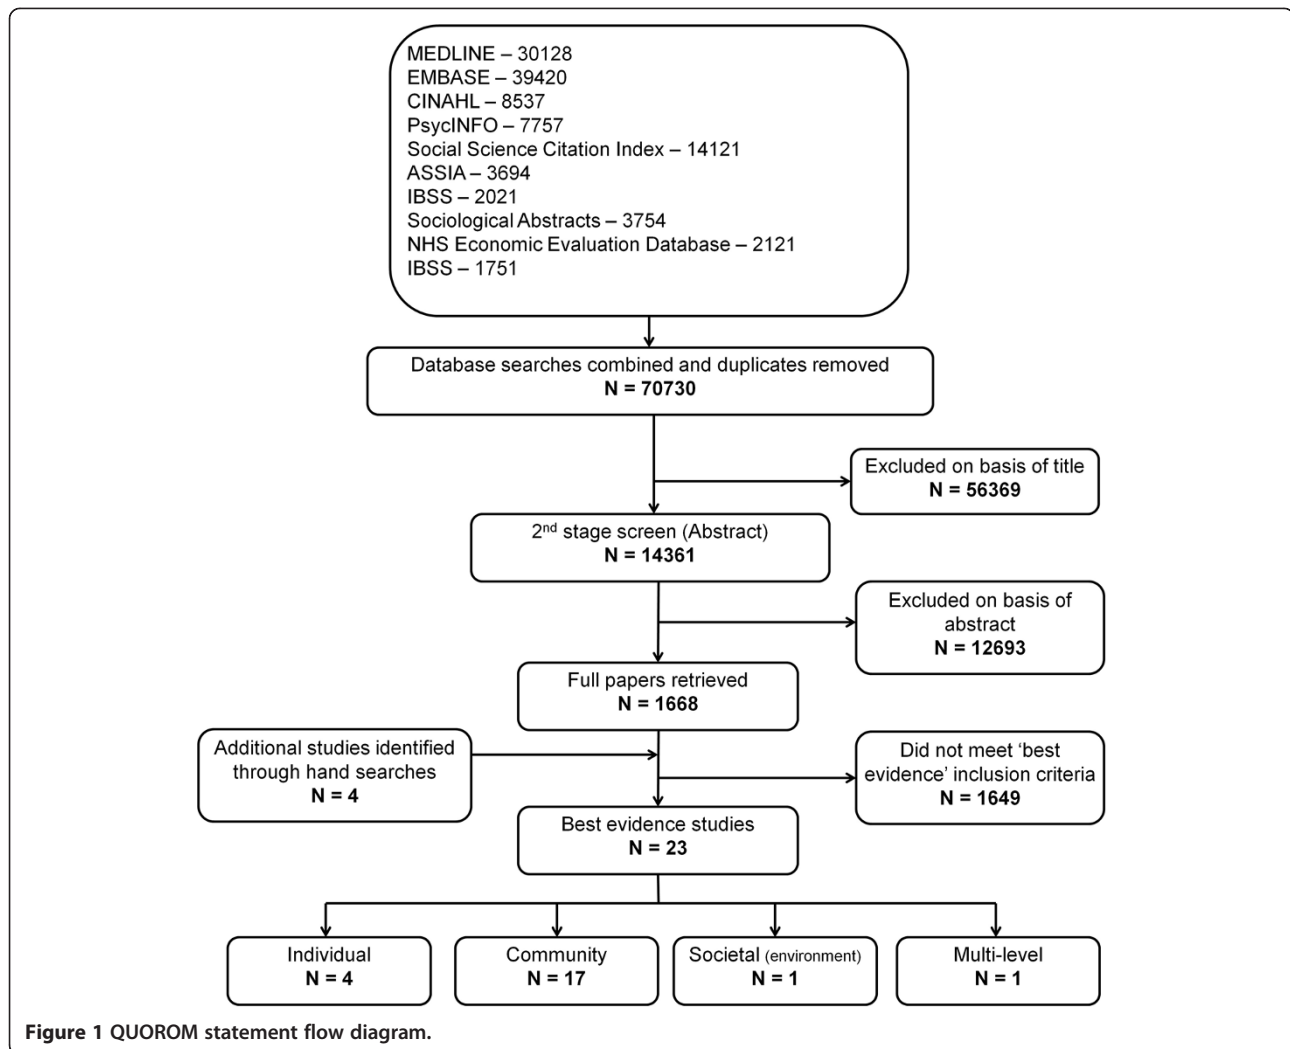 MEDLINE – 30128
EMBASE – 39420
CINAHL – 8537
PsycINFO – 7757
Social Science Citation Index – 14121
ASSIA – 3694
IBSS – 2021
Sociological Abstracts – 3754
NHS Economic Evaluation Database – 2121
IBSS – 1751
Database searches combined and duplicates removed
N = 70730
Excluded on basis of title
N = 56369
2nd stage screen (Abstract)
N = 14361
Excluded on basis of
abstract
N = 12693
Full papers retrieved
N = 1668
Additional studies identified
through hand searches
N = 4
Did not meet ‘best
evidence’ inclusion criteria
N = 1649
Best evidence studies
N = 23
Individual
N = 4
Community
N = 17
Societal (environment)
N = 1
Multi-level
N = 1
Figure 1 QUOROM statement flow diagram.